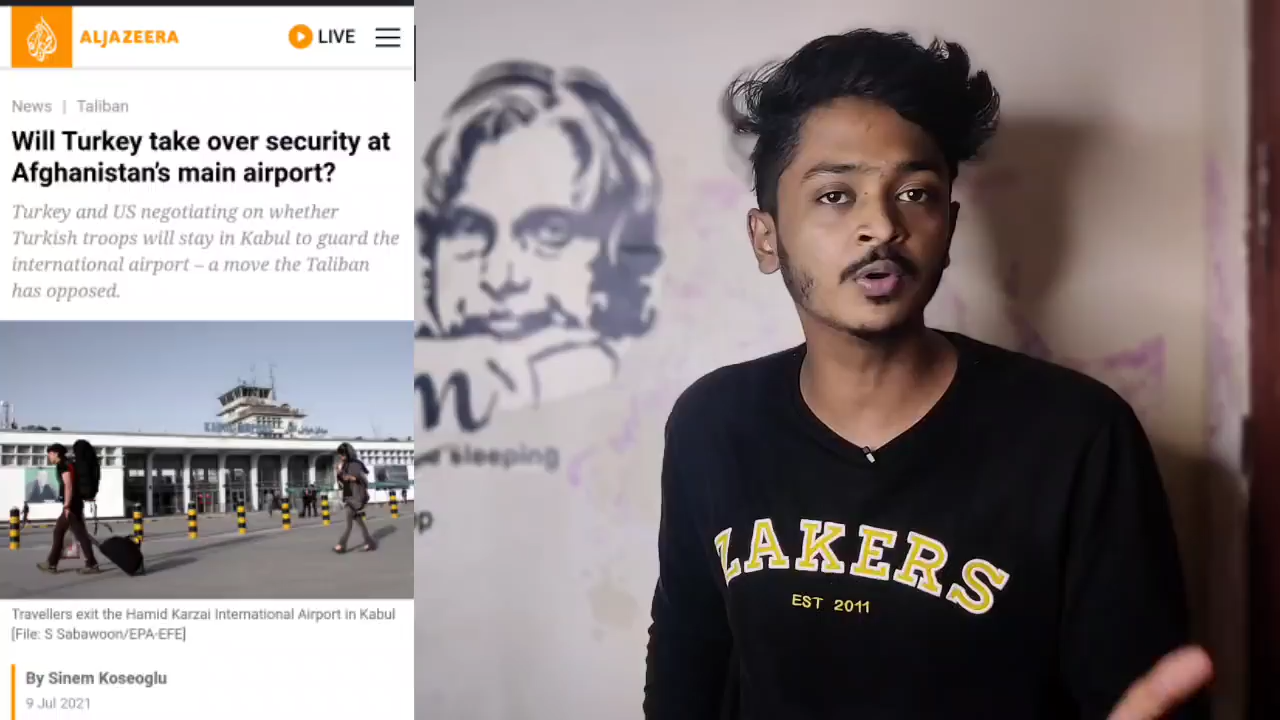 ALJAZEERA
LIVE
News | Taliban
Will Turkey take over security at
Afghanistan's main airport?
Turkey and US negotiating on whether
Turkish troops will stay in Kabul to guard the
international airport – a move the Taliban
has opposed.
Travellers exit the Hamid Karzai International Airport in Kabul
[File: S Sabawoon/EPA-EFE]
By Sinem Koseoglu
9 Jul 2021
sleeping
ZAKERS
EST 2011